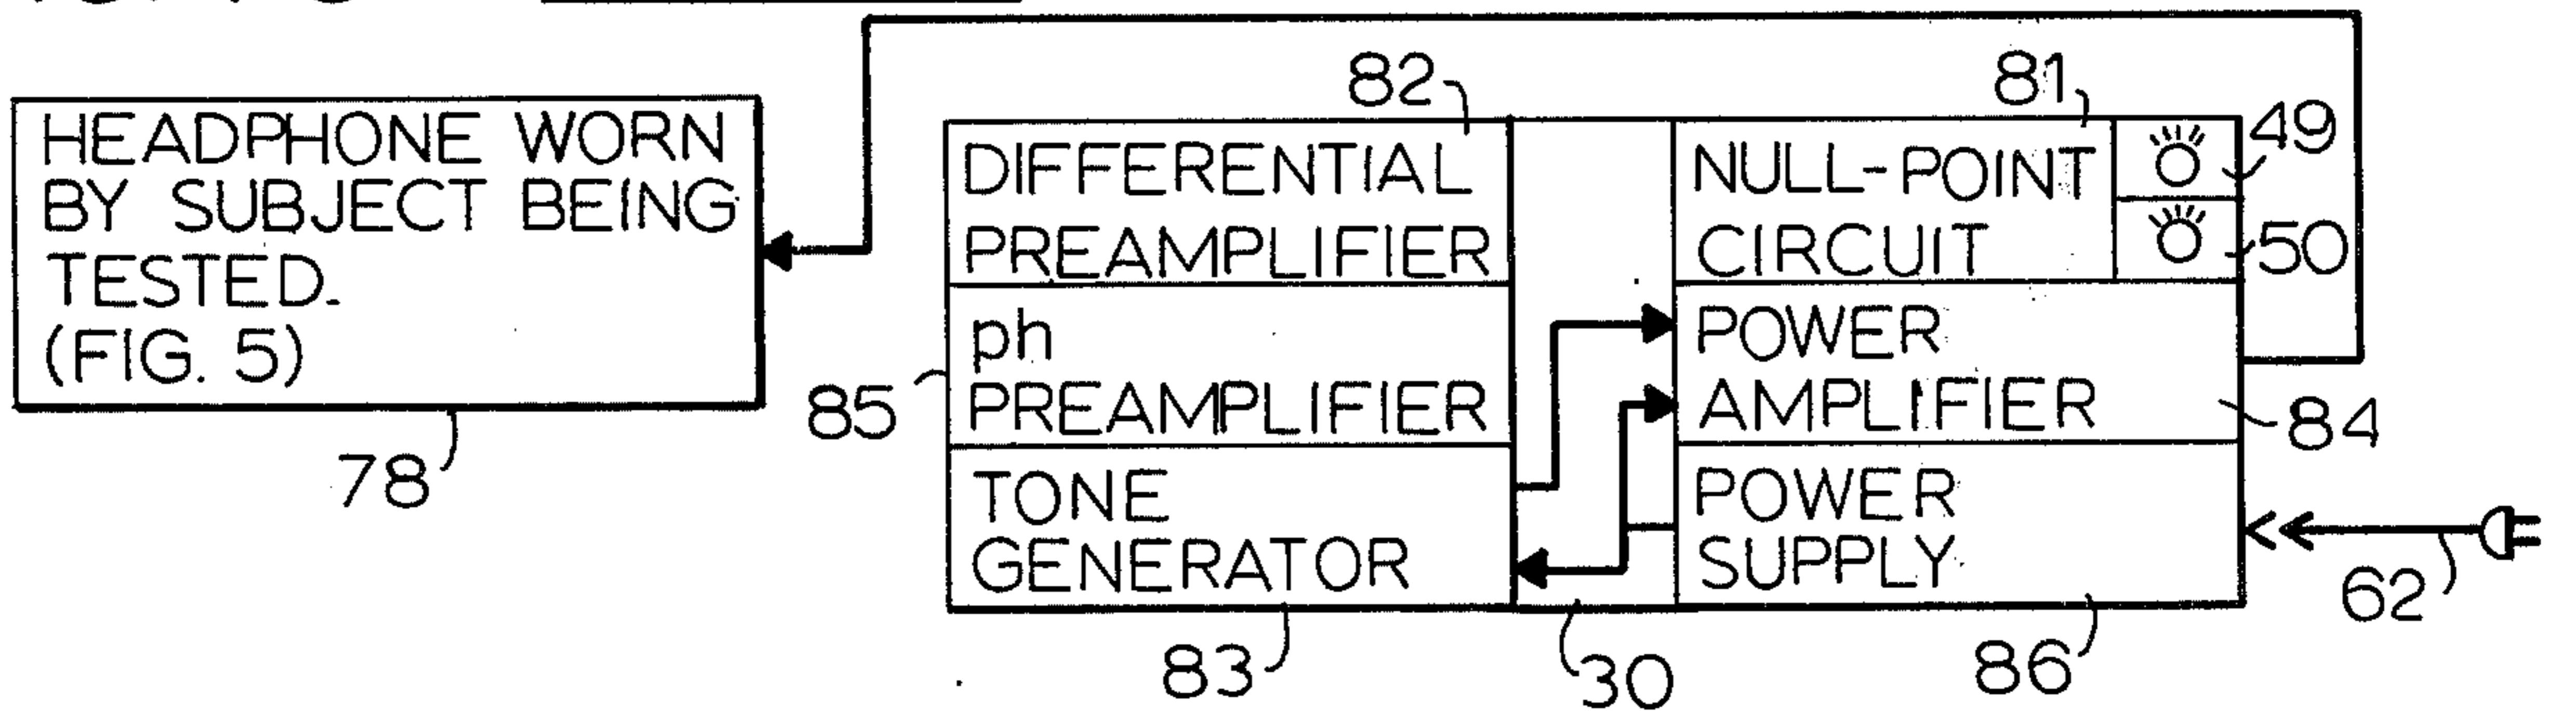 HEADPHONE WORN
BY SUBJECT BEING
TESTED.
(FIG. 5)
78
82
DIFFERENTIAL
PREAMPLIFIER
85
ph
PREAMPLIFIER
TONE
GENERATOR
83
30
81
NULL-POINT
CIRCUIT
49
50
POWER
AMPLIFIER
84
POWER
SUPPLY
86
62